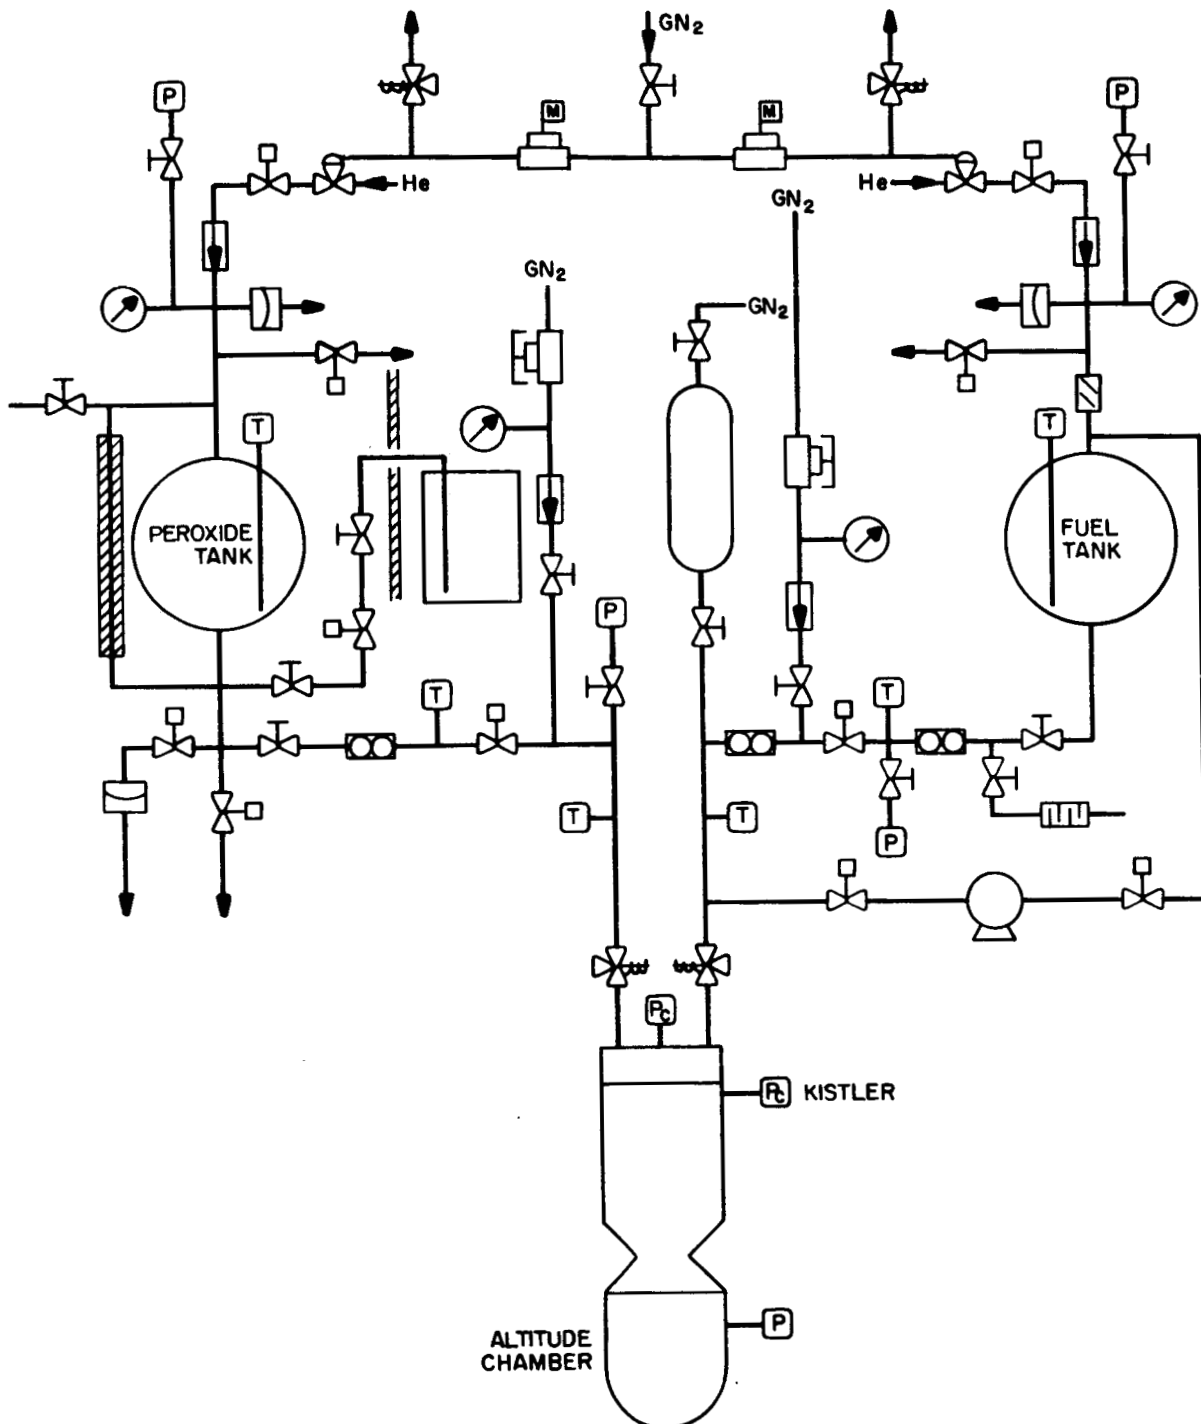 GN2
P
M
M
P
He
He
GN2
GN2
GN2
T
T
PEROXIDE
TANK
FUEL
TANK
P
T
T
T
T
P
PC
PC KISTLER
P
ALTITUDE
CHAMBER